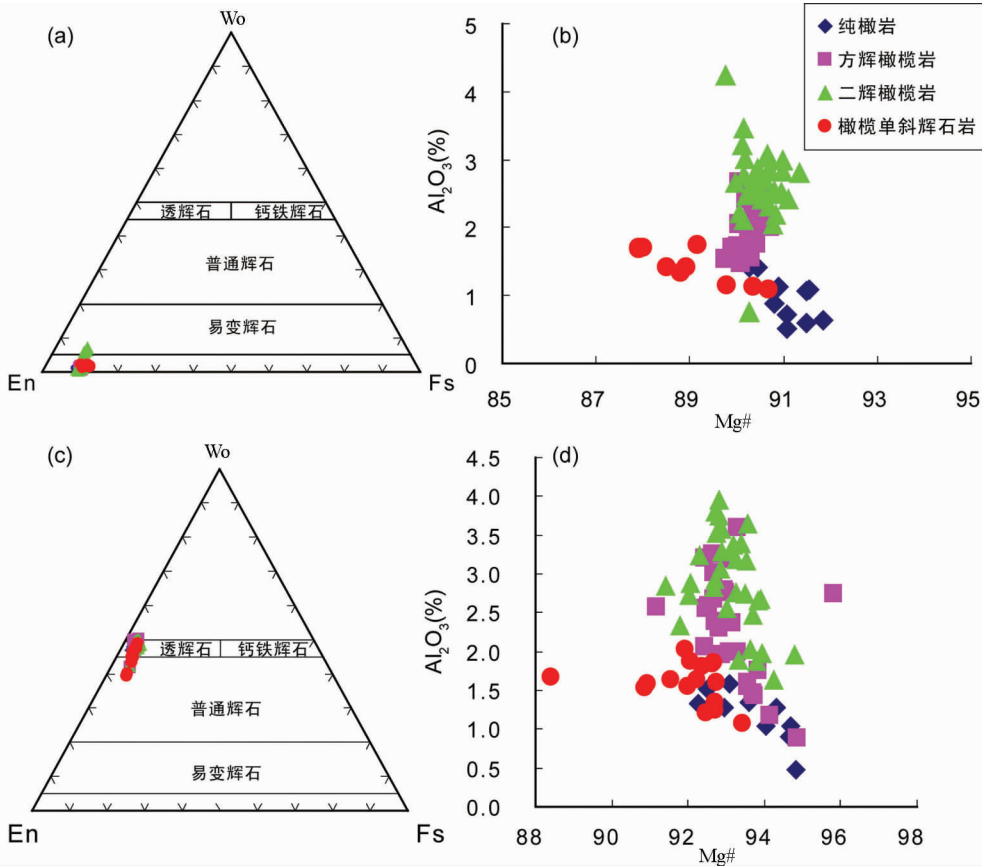 (a)
Wo
透辉石 钙铁辉石
普通辉石
易变辉石
En Fs
(b)
Al₂O₃(%)
5
4
3
2
1
0
85 87 89 91 93 95
Mg#
纯橄岩
方辉橄榄岩
二辉橄榄岩
橄榄单斜辉石岩
(c)
Wo
透辉石 钙铁辉石
普通辉石
易变辉石
En Fs
(d)
Al₂O₃(%)
4.5
4.0
3.5
3.0
2.5
2.0
1.5
1.0
0.5
0.0
88 90 92 94 96 98
Mg#